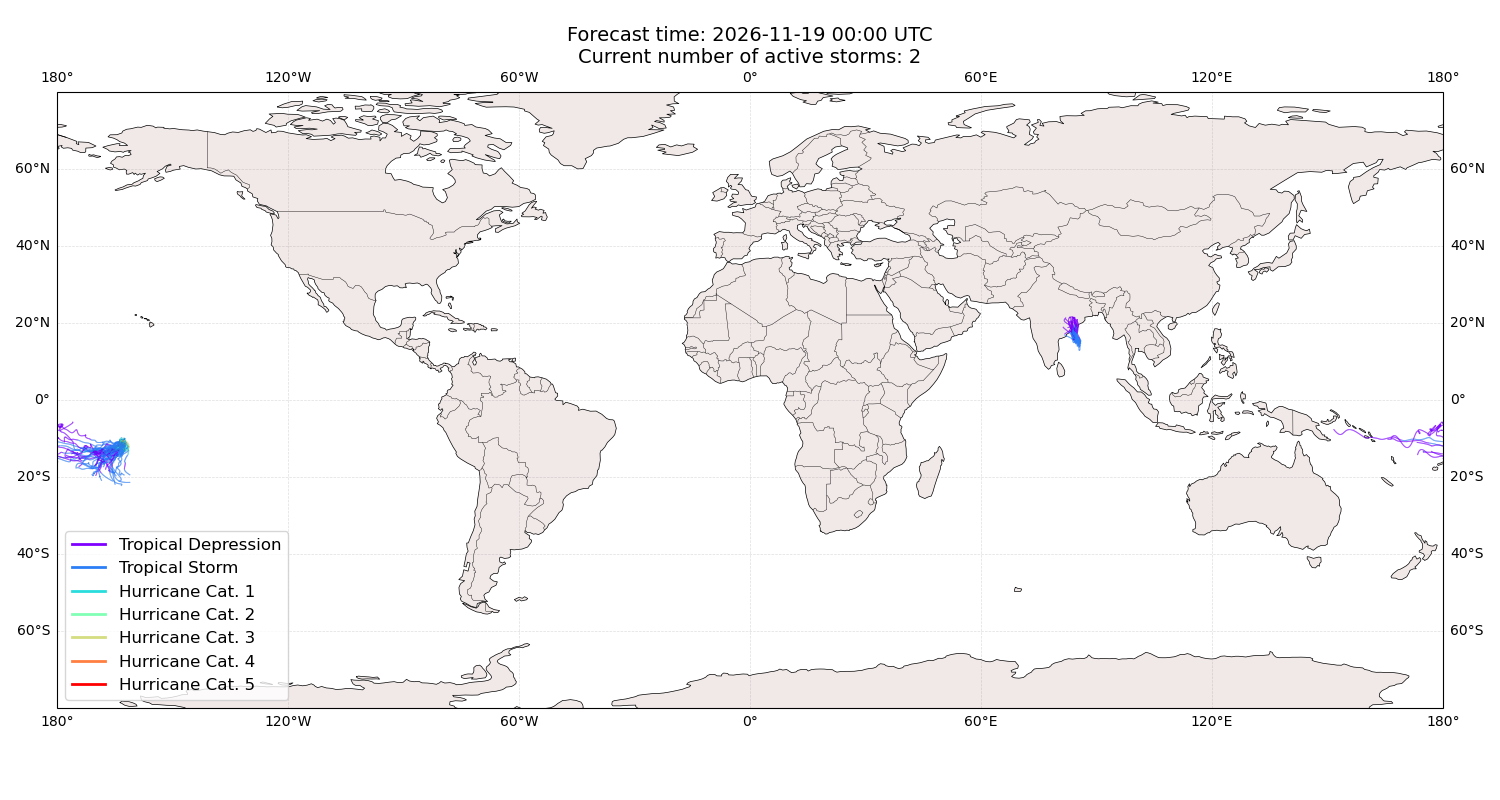 Forecast time: 2026-11-19 00:00 UTC
Current number of active storms: 2
180° 120°W 60°W 0° 60°E 120°E 180°
60°N 60°N
40°N 40°N
20°N 20°N
0° 0°
20°S 20°S
40°S 40°S
60°S 60°S
Tropical Depression
Tropical Storm
Hurricane Cat. 1
Hurricane Cat. 2
Hurricane Cat. 3
Hurricane Cat. 4
Hurricane Cat. 5
180° 120°W 60°W 0° 60°E 120°E 180°